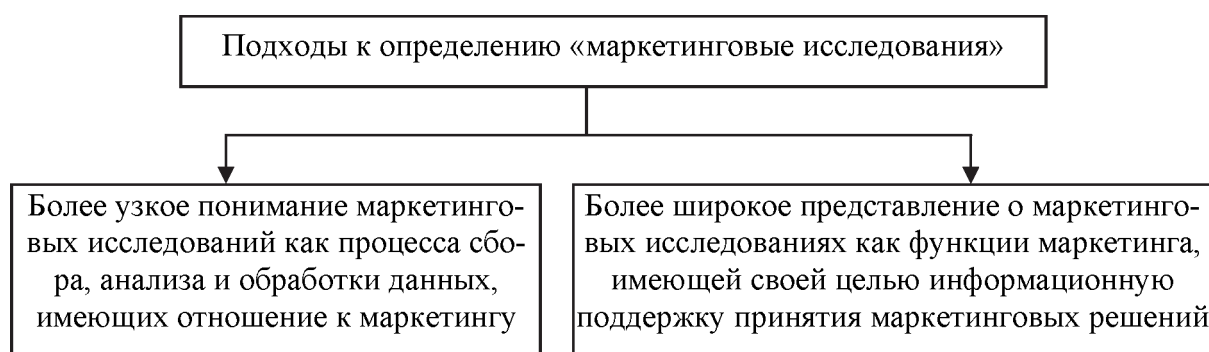 Подходы к определению «маркетинговые исследования»
Более узкое понимание маркетинго-
вых исследований как процесса сбо-
ра, анализа и обработки данных,
имеющих отношение к маркетингу
Более широкое представление о маркетинго-
вых исследованиях как функции маркетинга,
имеющей своей целью информационную
поддержку принятия маркетинговых решений